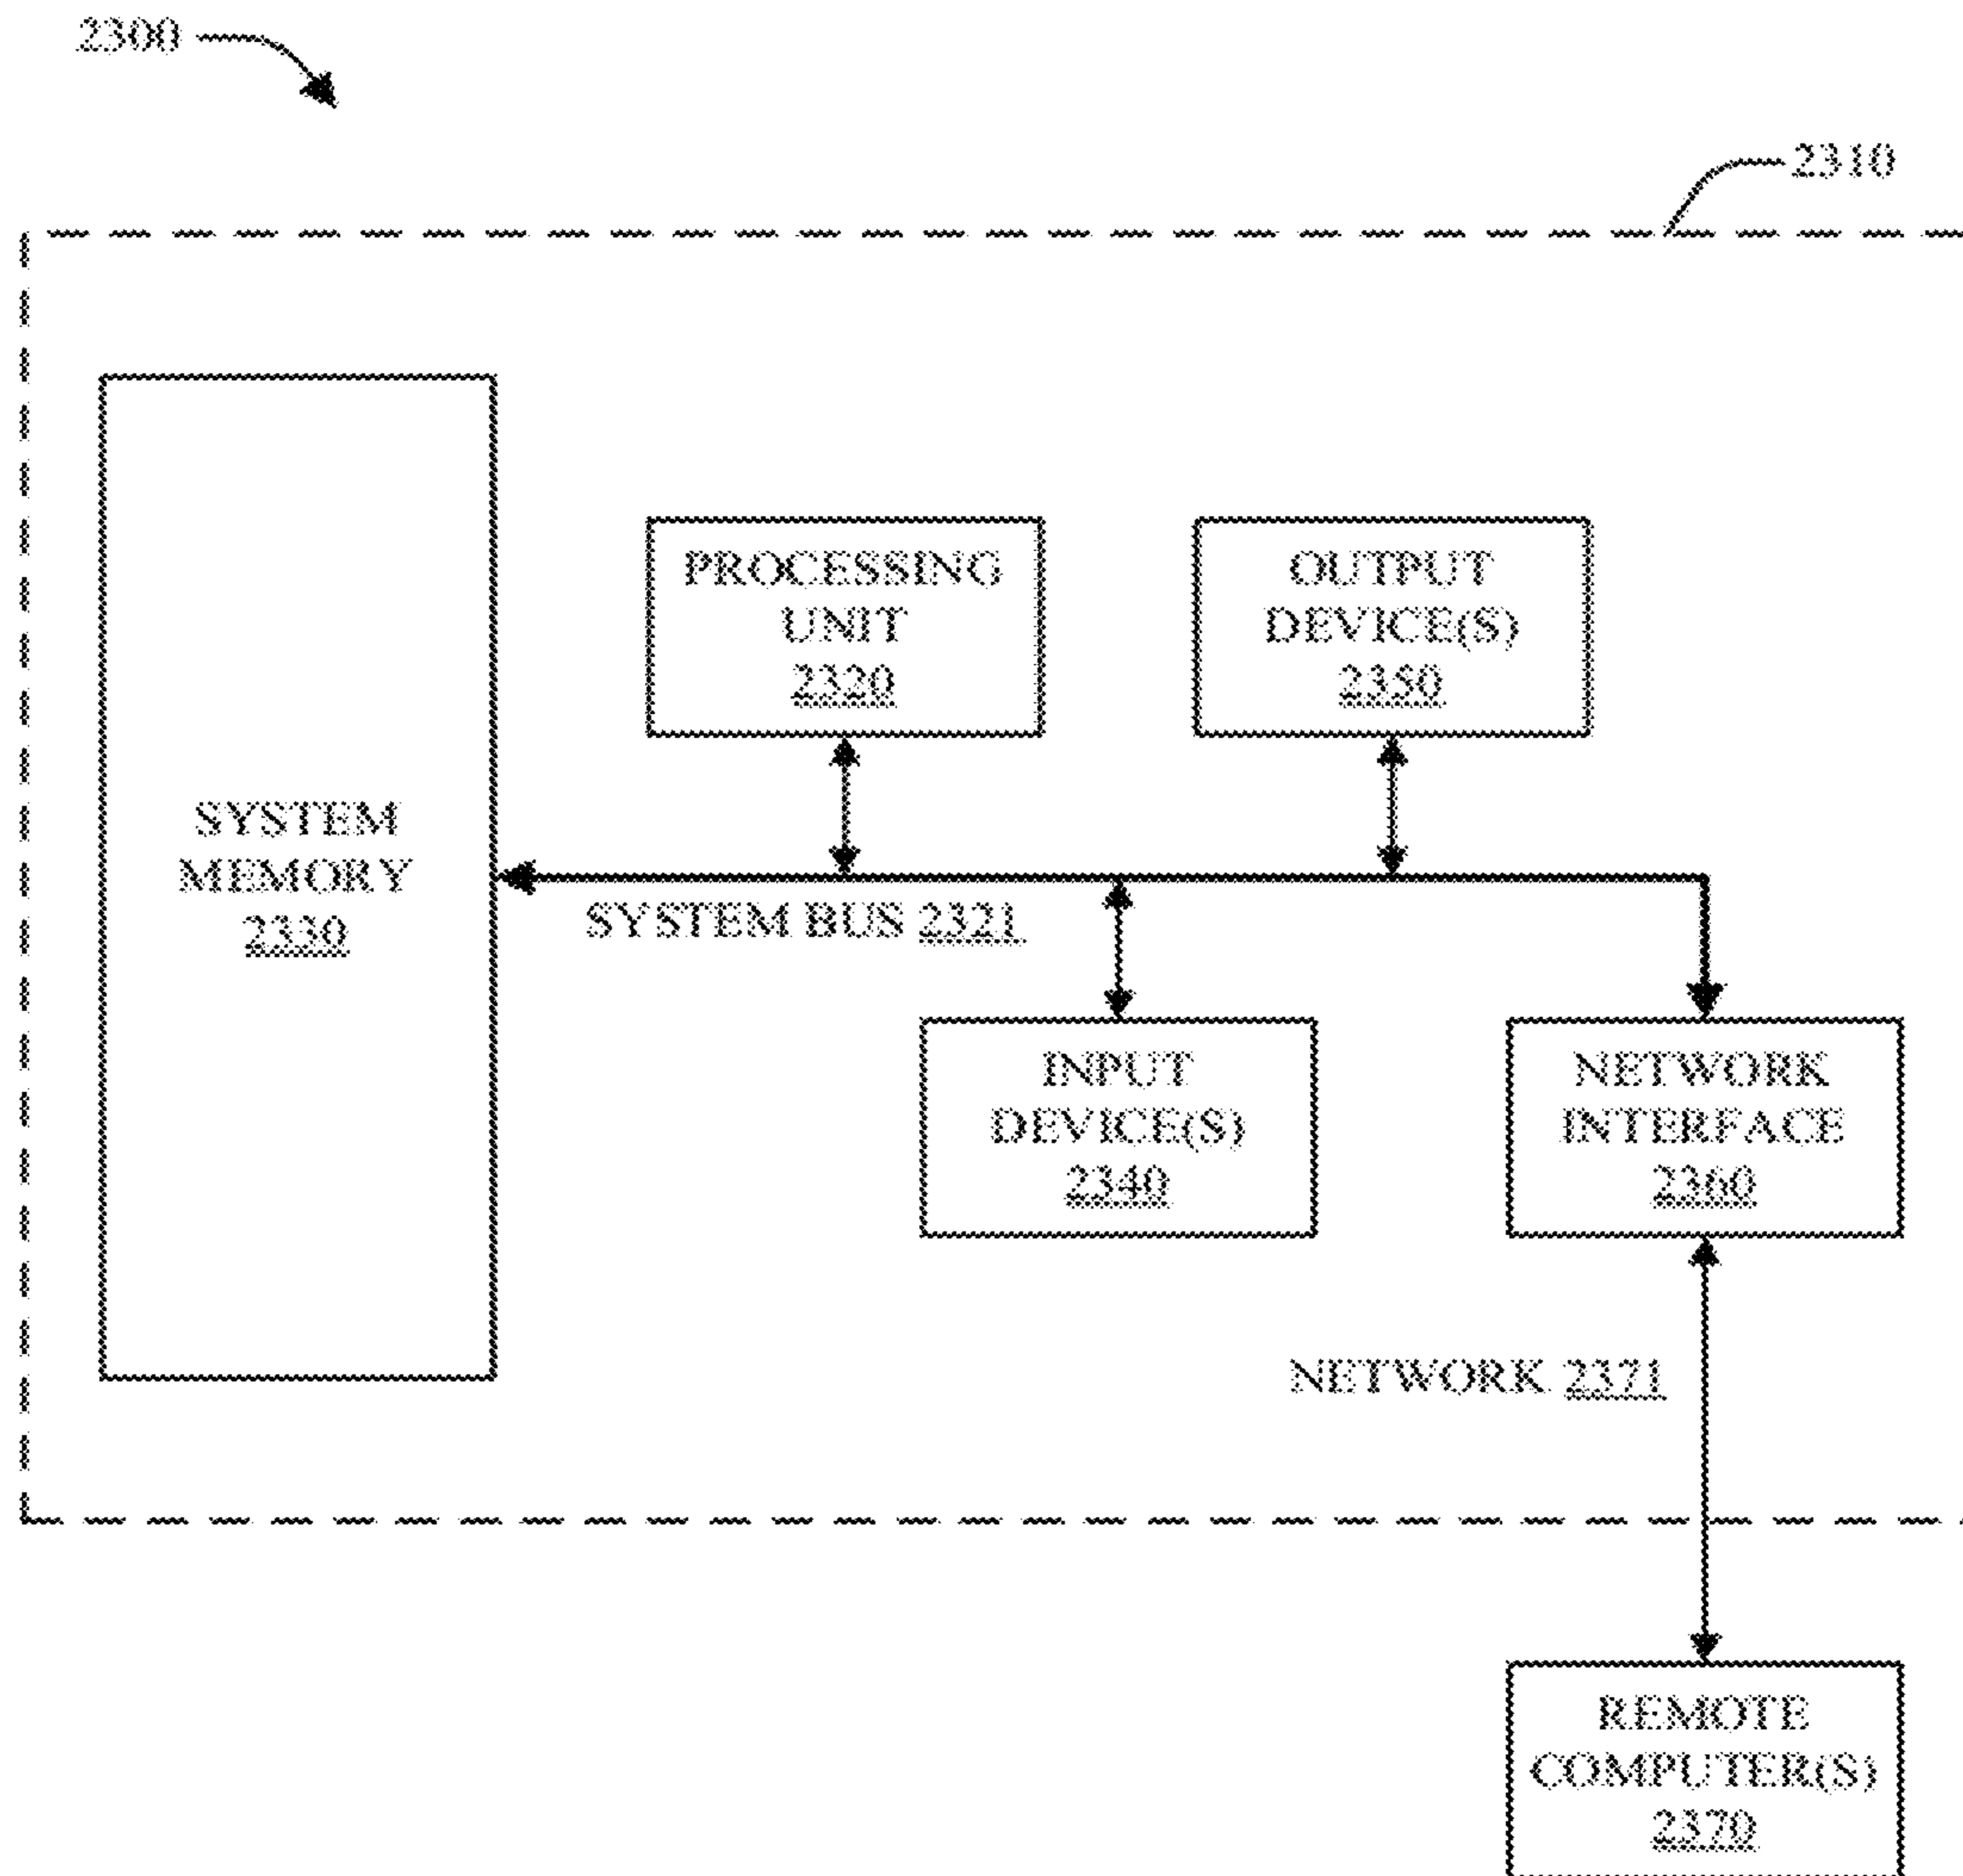 2300
2310
PROCESSING
UNIT
2320
OUTPUT
DEVICE(S)
2350
SYSTEM
MEMORY
2330
SYSTEM BUS 2321
INPUT
DEVICE(S)
2340
NETWORK
INTERFACE
2360
NETWORK 2371
REMOTE
COMPUTER(S)
2370